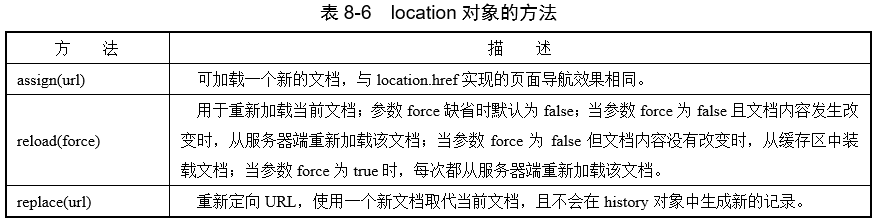 表 8-6 location 对象的方法
方 法 描 述
assign(url) 可加载一个新的文档，与 location.href 实现的页面导航效果相同。
用于重新加载当前文档；参数 force 缺省时默认为 false；当参数 force 为 false 且文档内容发生改
reload(force) 变时，从服务器端重新加载该文档；当参数 force 为 false 但文档内容没有改变时，从缓存区中装
载文档；当参数 force 为 true 时，每次都从服务器端重新加载该文档。
replace(url) 重新定向 URL，使用一个新文档取代当前文档，且不会在 history 对象中生成新的记录。